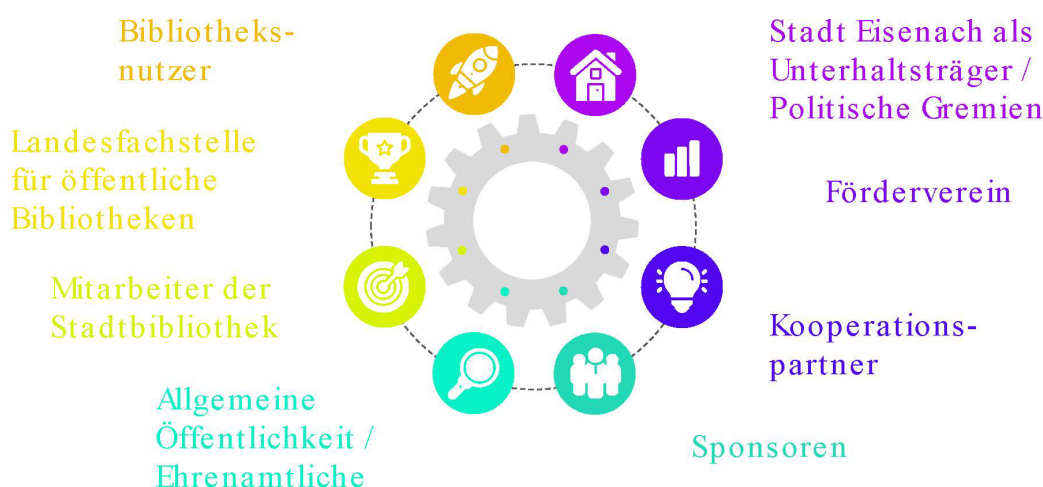 Bibliotheks-
nutzer
Stadt Eisenach als
Unterhaltsträger /
Politische Gremien
Landesfachstelle
für öffentliche
Bibliotheken
Förderverein
Mitarbeiter der
Stadtbibliothek
Kooperations-
partner
Allgemeine
Öffentlichkeit /
Ehrenamtliche
Sponsoren